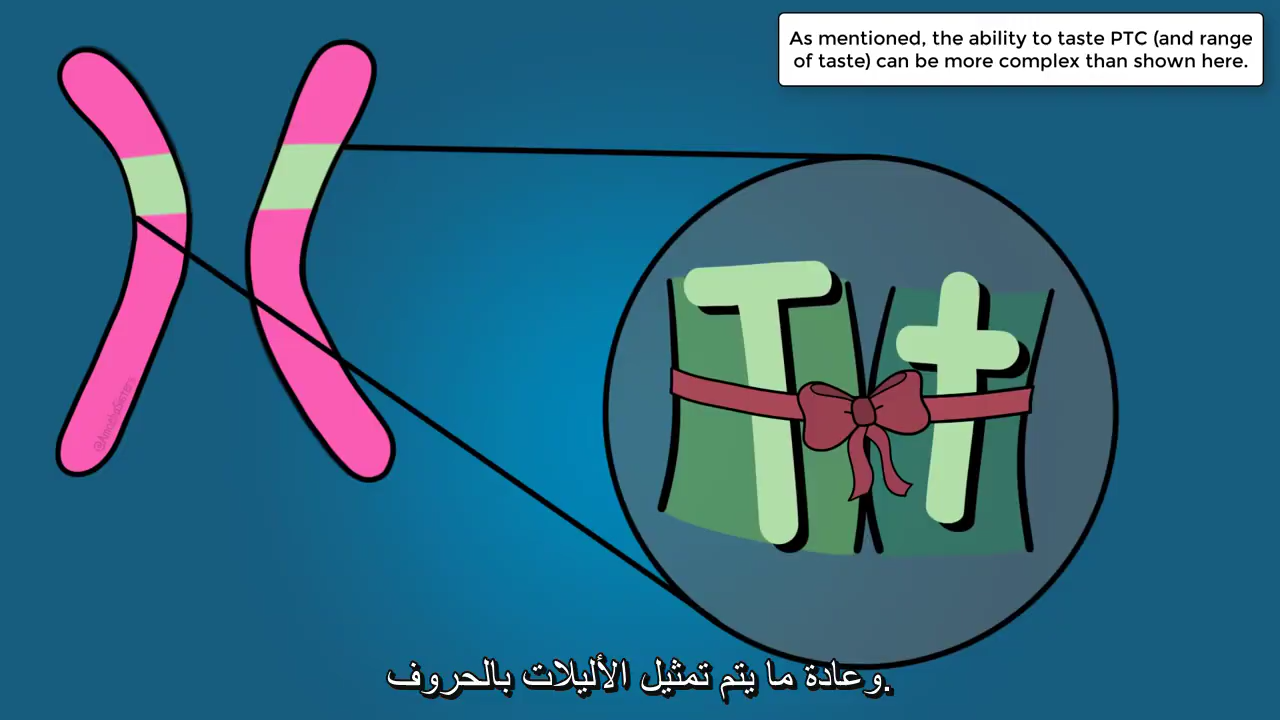 As mentioned, the ability to taste PTC (and range
of taste) can be more complex than shown here.
T t
@AmoebaSisters
وعادة ما يتم تمثيل الأليلات بالحروف.